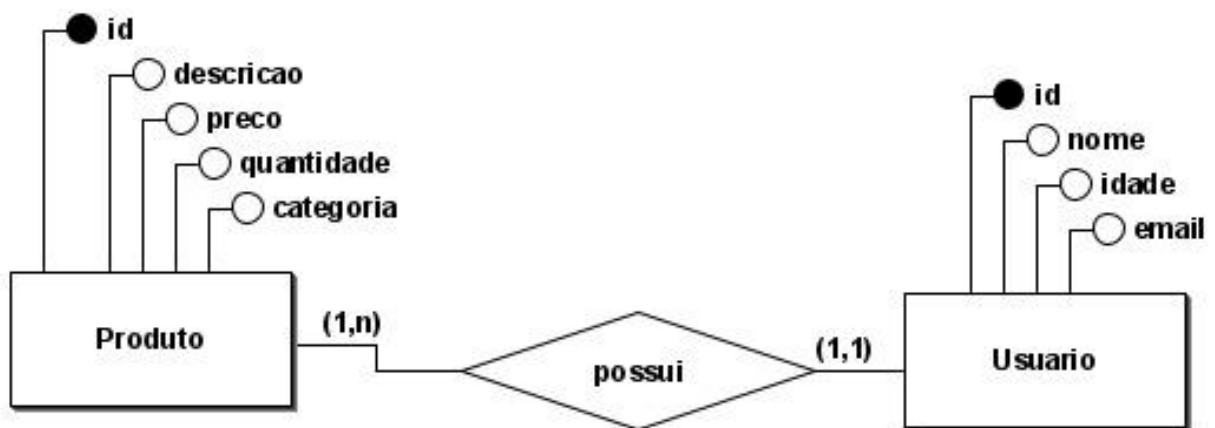 id
descricao
preco
quantidade
categoria
Produto
(1,n)
possui
(1,1)
id
nome
idade
email
Usuario